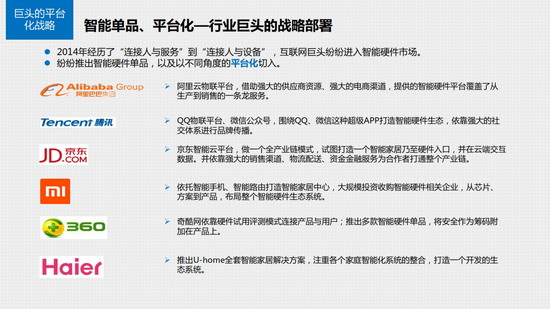 巨头的平台
化战略
智能单品、平台化—行业巨头的战略部署
2014年经历了“连接人与服务”到“连接人与设备”，互联网巨头纷纷进入智能硬件市场。
纷纷推出智能硬件单品，以及以不同角度的平台化切入。
Alibaba Group
阿里巴巴集团
阿里云物联平台，借助强大的供应商资源、强大的电商渠道，提供的智能硬件平台覆盖了从
生产到销售的一条龙服务。
Tencent 腾讯
QQ物联平台、微信公众号，围绕QQ、微信这种超级APP打造智能硬件生态，依靠强大的社
交体系进行品牌传播。
JD.COM 京东
京东智能云平台，做一个全产业链模式，试图打造一个智能家居乃至硬件入口，并在云端交互
数据。并依靠强大的销售渠道、物流配送、资金金融服务为合作者打通整个产业链。
MI
依托智能手机、智能路由打造智能家居中心，大规模投资收购智能硬件相关企业，从芯片、
方案到产品，布局整个智能硬件生态系统。
360
奇酷网依靠硬件试用评测模式连接产品与用户；推出多款智能硬件单品，将安全作为筹码附
加在产品上。
Haier
推出U-home全套智能家居解决方案，注重各个家庭智能化系统的整合，打造一个开发的生
态系统。